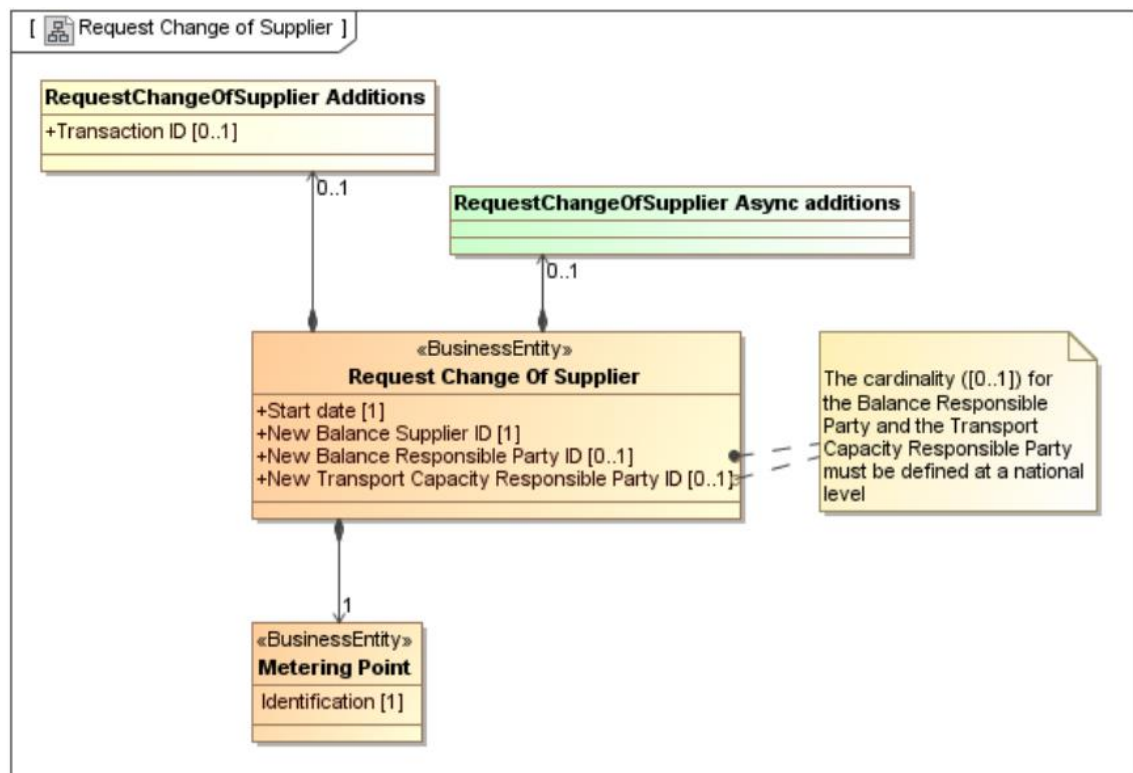 [ Request Change of Supplier ]
RequestChangeOfSupplier Additions
+Transaction ID [0..1]
0..1
RequestChangeOfSupplier Async additions
0..1
«BusinessEntity»
Request Change Of Supplier
+Start date [1]
+New Balance Supplier ID [1]
+New Balance Responsible Party ID [0..1]
+New Transport Capacity Responsible Party ID [0..1]
The cardinality ([0..1]) for
the Balance Responsible
Party and the Transport
Capacity Responsible Party
must be defined at a national
level
1
«BusinessEntity»
Metering Point
Identification [1]